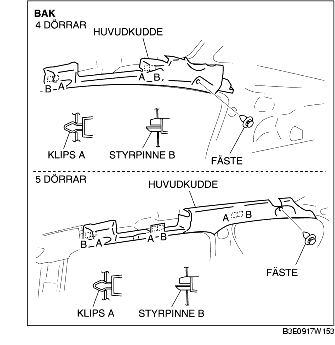 BAK
4 DÖRRAR
HUVUDKUDDE
B A
A B
KLIPS A
STYRPINNE B
FÄSTE
5 DÖRRAR
HUVUDKUDDE
A B
B A
A B
FÄSTE
KLIPS A
STYRPINNE B
B3E0917W153